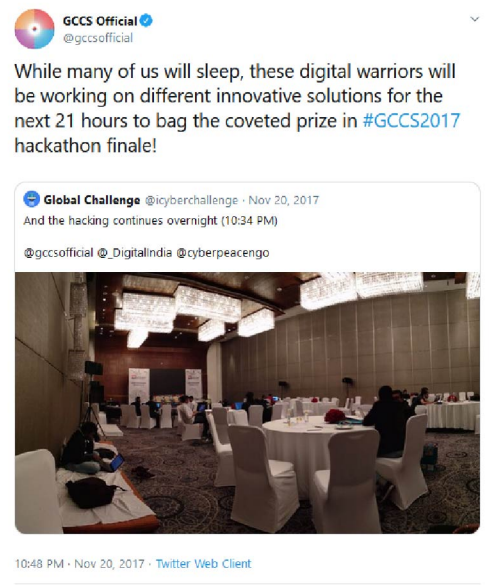 GCCS Official
@gccsofficial
While many of us will sleep, these digital warriors will
be working on different innovative solutions for the
next 21 hours to bag the coveted prize in #GCCS2017
hackathon finale!
Global Challenge @icyberchallenge · Nov 20, 2017
And the hacking continues overnight (10:34 PM)
@gccsofficial @_DigitalIndia @cyberpeacengo
10:48 PM · Nov 20, 2017 · Twitter Web Client